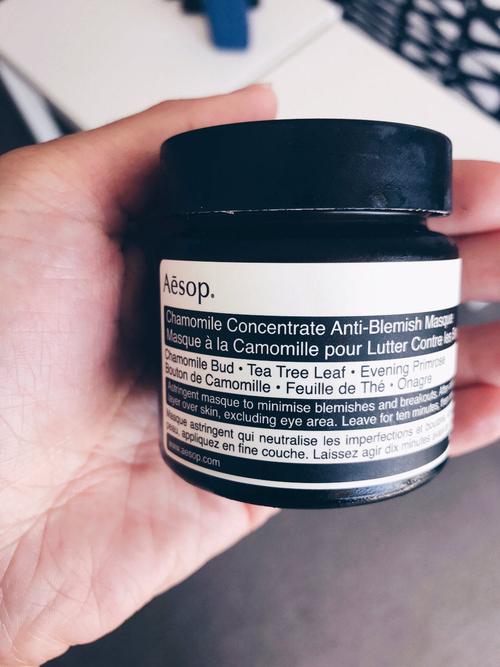 Aēsop.
Chamomile Concentrate Anti-Blemish Masque
Masque à la Camomille pour Lutter Contre les
Chamomile Bud • Tea Tree Leaf • Evening Primrose
Bouton de Camomille • Feuille de Thé • Onagre
Astringent masque to minimise blemishes and breakouts.
layer over skin, excluding eye area. Leave for ten minutes,
Masque astringent qui neutralise les imperfections et
peau, appliquez en fine couche. Laissez agir dix minutes
www.aesop.com